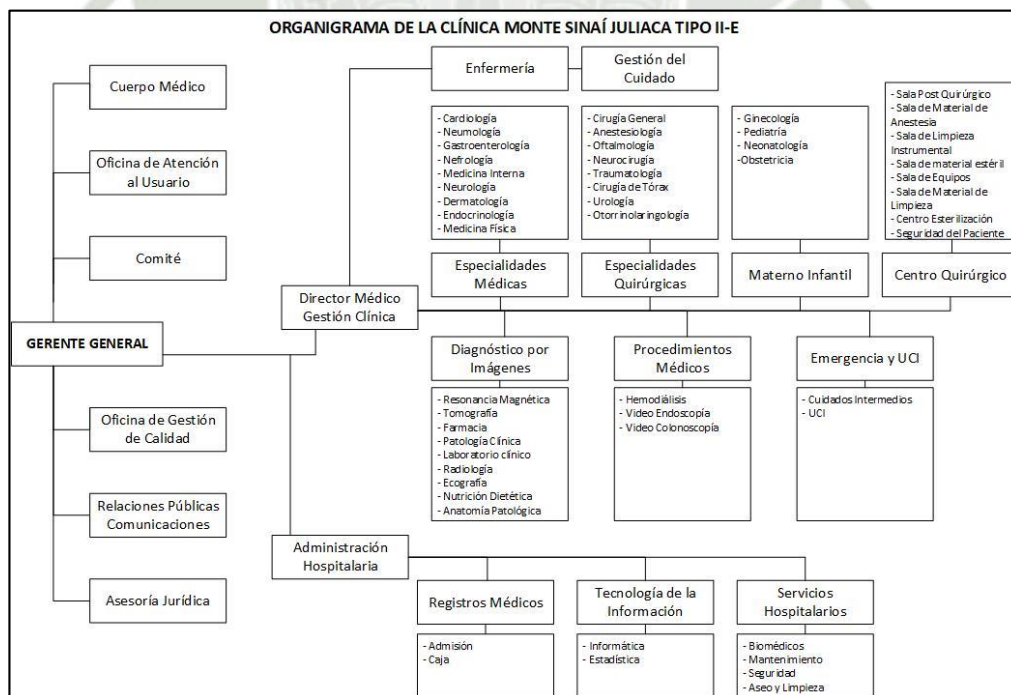 ORGANIGRAMA DE LA CLÍNICA MONTE SINAÍ JULIACA TIPO II-E
Cuerpo Médico
Oficina de Atención
al Usuario
Comité
GERENTE GENERAL
Oficina de Gestión
de Calidad
Relaciones Públicas
Comunicaciones
Asesoría Jurídica
Enfermería
Gestión del
Cuidado
- Cardiología
- Neumología
- Gastroenterología
- Nefrología
- Medicina Interna
- Neurología
- Dermatología
- Endocrinología
- Medicina Física
- Cirugía General
- Anestesiología
- Oftalmología
- Neurocirugía
- Traumatología
- Cirugía de Tórax
- Urología
- Otorrinolaringología
- Ginecología
- Pediatría
- Neonatología
-Obstetricia
- Sala Post Quirúrgico
- Sala de Material de
Anestesia
- Sala de Limpieza
Instrumental
- Sala de material estéril
- Sala de Equipos
- Sala de Material de
Limpieza
- Centro Esterilización
- Seguridad del Paciente
Especialidades
Médicas
Especialidades
Quirúrgicas
Materno Infantil
Centro Quirúrgico
Director Médico
Gestión Clínica
Diagnóstico por
Imágenes
Procedimientos
Médicos
Emergencia y UCI
- Resonancia Magnética
- Tomografía
- Farmacia
- Patología Clínica
- Laboratorio clínico
- Radiología
- Ecografía
- Nutrición Dietética
- Anatomía Patológica
- Hemodiálisis
- Video Endoscopía
- Video Colonoscopía
- Cuidados Intermedios
- UCI
Administración
Hospitalaria
Registros Médicos
Tecnología de la
Información
Servicios
Hospitalarios
- Admisión
- Caja
- Informática
- Estadística
- Biomédicos
- Mantenimiento
- Seguridad
- Aseo y Limpieza